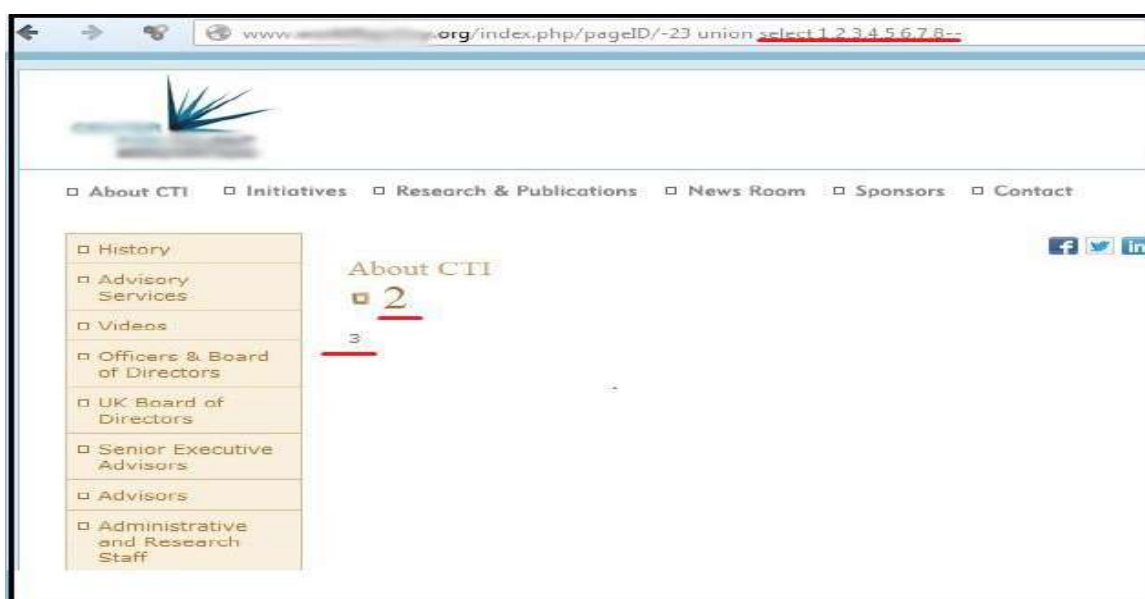 www. .org/index.php/pageID/-23 union select 1,2,3,4,5,6,7,8--
About CTI Initiatives Research & Publications News Room Sponsors Contact
History
Advisory
Services
Videos
Officers & Board
of Directors
UK Board of
Directors
Senior Executive
Advisors
Advisors
Administrative
and Research
Staff
About CTI
2
3
f in